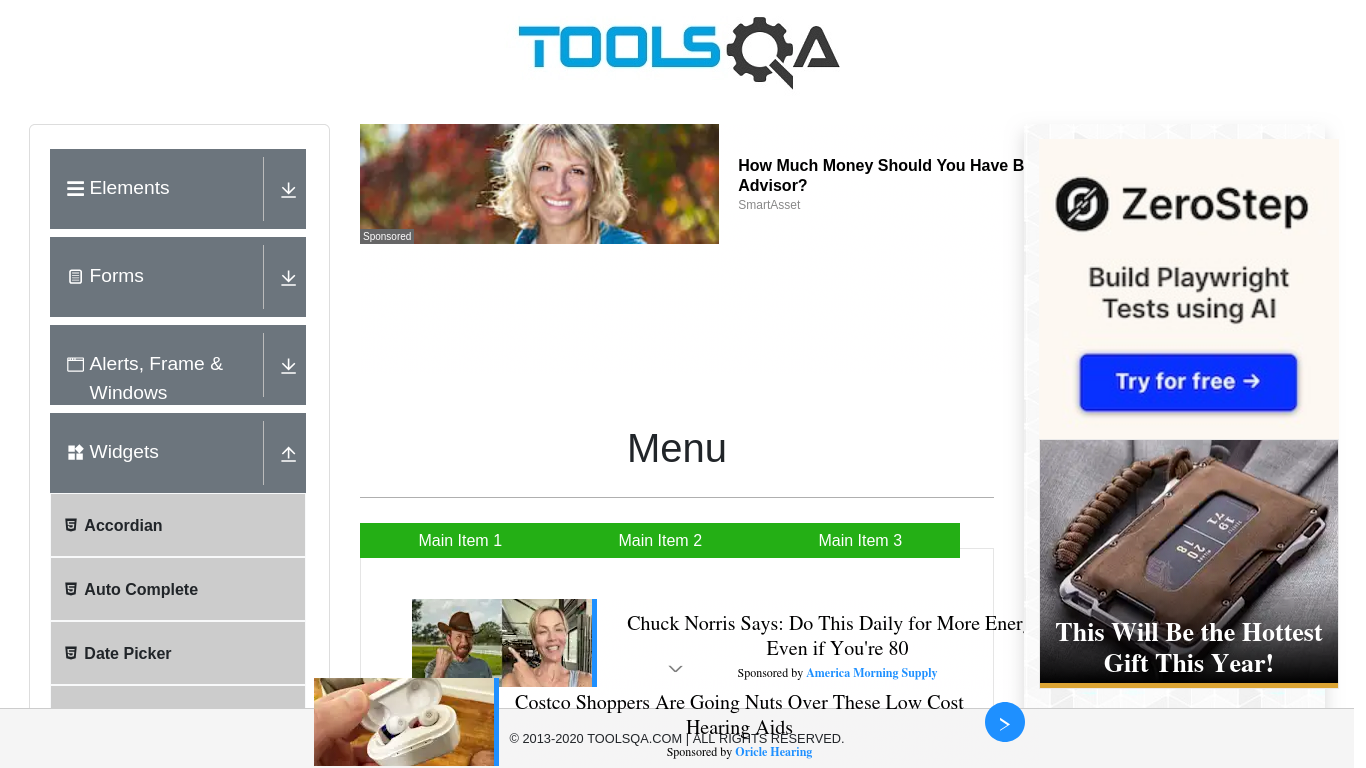 TOOLSQA
Elements
Forms
Alerts, Frame &
Windows
Widgets
Accordian
Auto Complete
Date Picker
Sponsored
How Much Money Should You Have B
Advisor?
SmartAsset
Menu
Main Item 1
Main Item 2
Main Item 3
Chuck Norris Says: Do This Daily for More Ener
Even if You're 80
Sponsored by America Morning Supply
Costco Shoppers Are Going Nuts Over These Low Cost
Hearing Aids
Sponsored by Oricle Hearing
© 2013-2020 TOOLSQA.COM | ALL RIGHTS RESERVED.
ZeroStep
Build Playwright
Tests using AI
Try for free →
This Will Be the Hottest
Gift This Year!